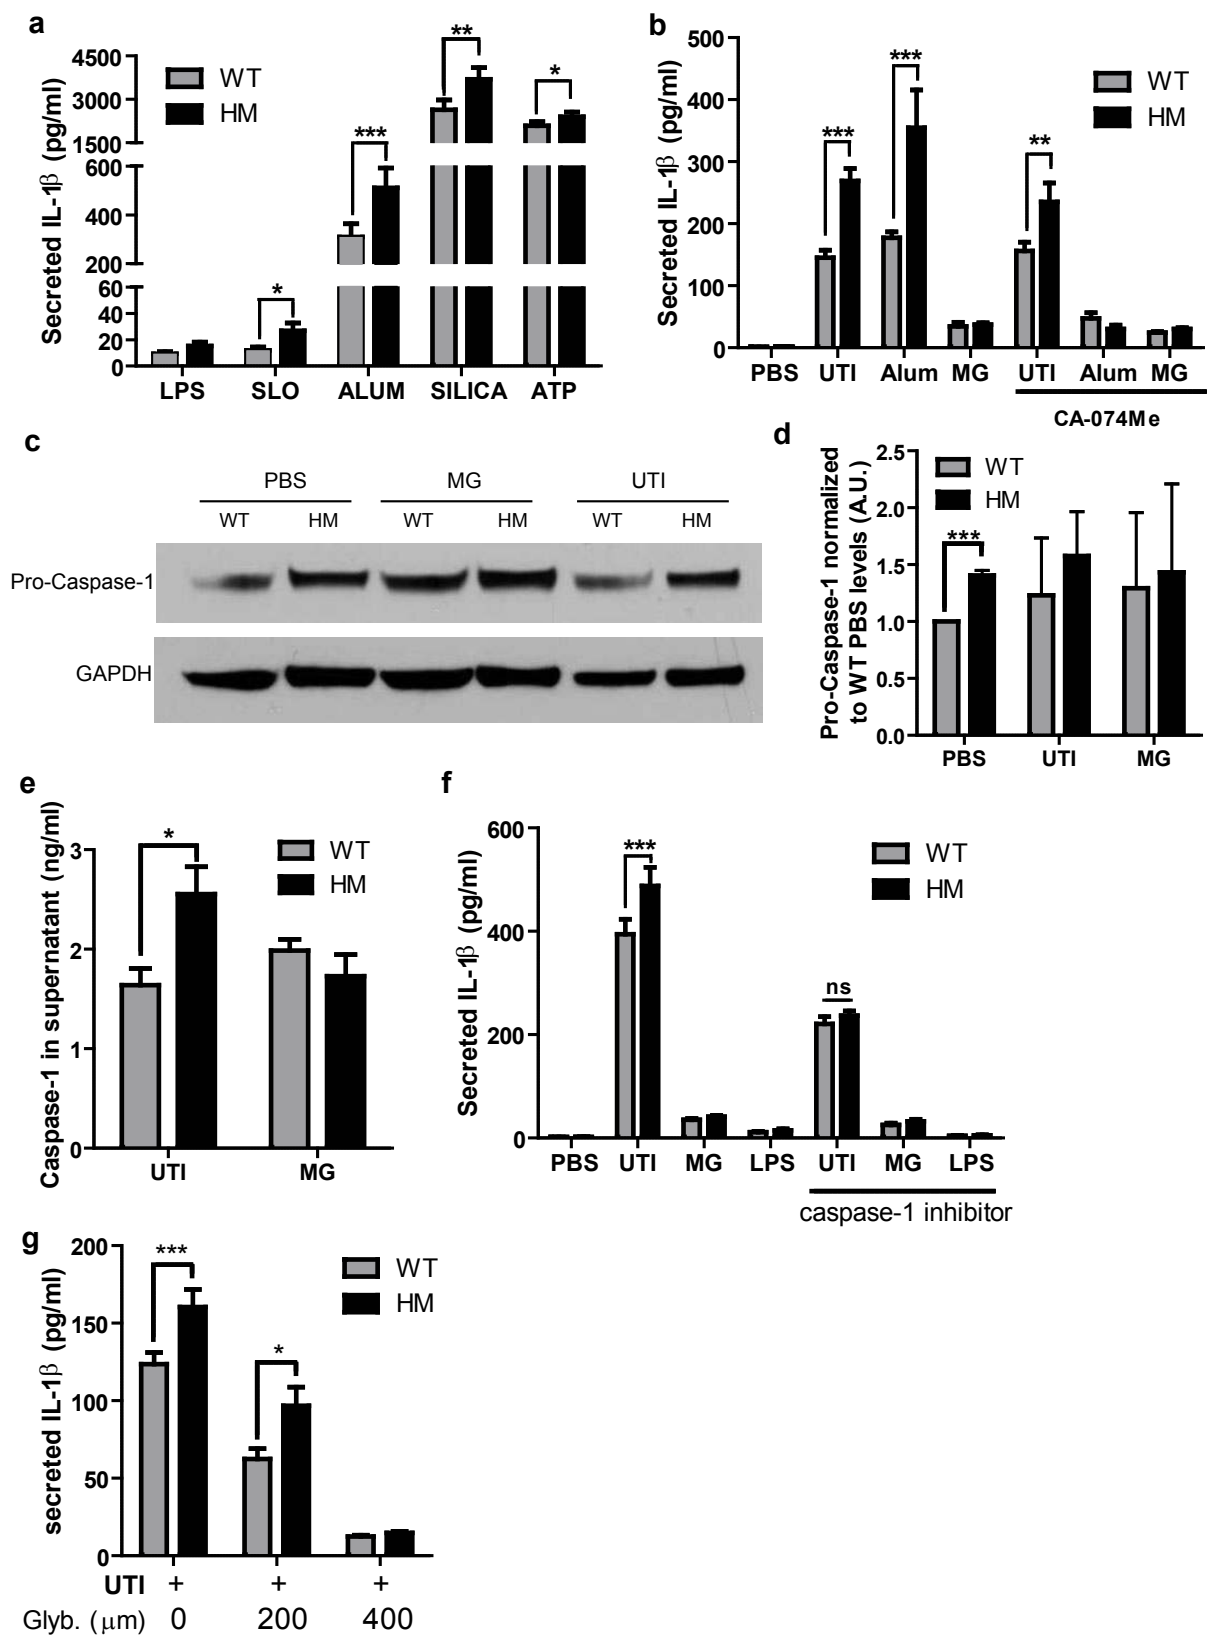 a
Secreted IL-1β (pg/ml)
4500
3000
1500
600
400
200
60
40
20
0
WT
HM
*
***
**
*
LPS SLO ALUM SILICA ATP
b
Secreted IL-1β (pg/ml)
500
400
300
200
100
0
WT
HM
***
***
**
PBS UTI Alum MG UTI Alum MG
CA-074Me
c
PBS MG UTI
WT HM WT HM WT HM
Pro-Caspase-1
GAPDH
d
Pro-Caspase-1 normalized
to WT PBS levels (A.U.)
2.5
2.0
1.5
1.0
0.5
0.0
WT
HM
***
PBS UTI MG
e
Caspase-1 in supernatant (ng/ml)
3
2
1
0
WT
HM
*
UTI MG
f
Secreted IL-1β (pg/ml)
600
400
200
0
WT
HM
***
ns
PBS UTI MG LPS UTI MG LPS
caspase-1 inhibitor
g
secreted IL-1β (pg/ml)
200
150
100
50
0
WT
HM
***
*
UTI + + +
Glyb. (μm) 0 200 400